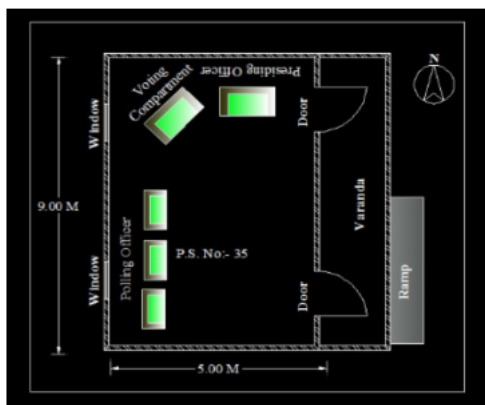 Presiding Officer
N
Voting
Compartment
Window
Door
9.00 M
Varanda
Polling Officer
P.S. No:- 35
Window
Door
Ramp
5.00 M